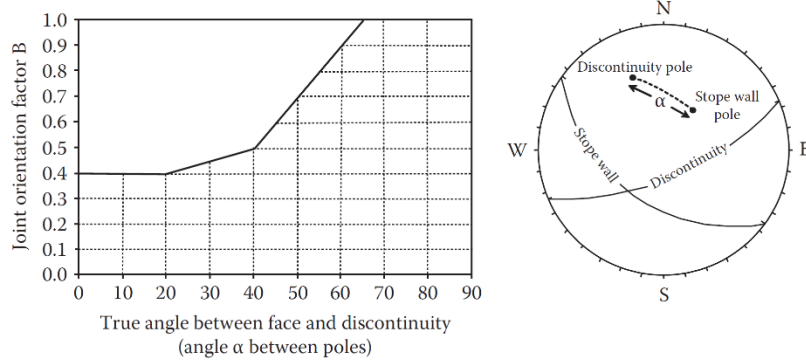 Joint orientation factor B
1.0
0.9
0.8
0.7
0.6
0.5
0.4
0.3
0.2
0.1
0.0
0 10 20 30 40 50 60 70 80 90
True angle between face and discontinuity
(angle α between poles)
N
Discontinuity pole
α
Stope wall
pole
W
Stope wall
Discontinuity
E
S